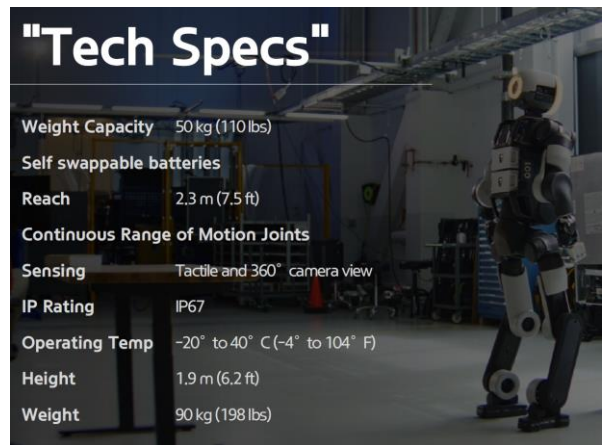 "Tech Specs"
Weight Capacity 50 kg (110 lbs)
Self swappable batteries
Reach 2.3 m (7.5 ft)
Continuous Range of Motion Joints
Sensing Tactile and 360° camera view
IP Rating IP67
Operating Temp -20° to 40° C (-4° to 104° F)
Height 1.9 m (6.2 ft)
Weight 90 kg (198 lbs)
001